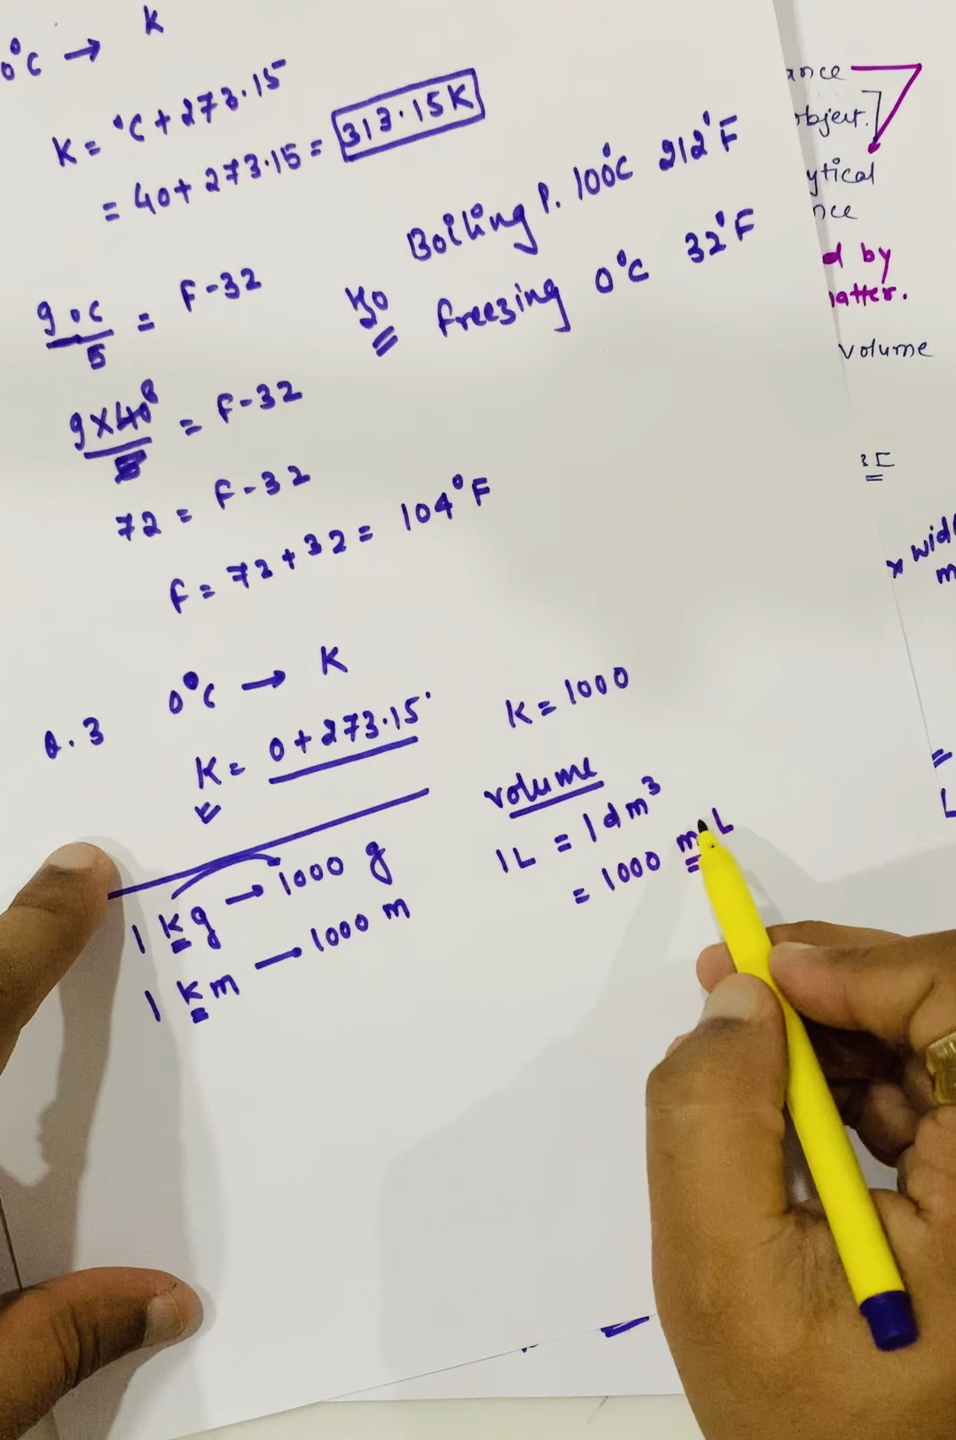 0°C → K
K = °C + 273.15
= 40 + 273.15 = 313.15K
Boiling P. 100°C 212°F
H₂O freezing 0°C 32°F
9°C/5 = F-32
9×40⁸/5 = F-32
72 = F-32
F = 72 + 32 = 104°F
Q.3 0°C → K
K = 0 + 273.15
K = 1000
volume
1L = 1dm³
= 1000 mL
1 kg → 1000 g
1 km — 1000 m
ance
object.
ytical
nce
d by
atter.
volume